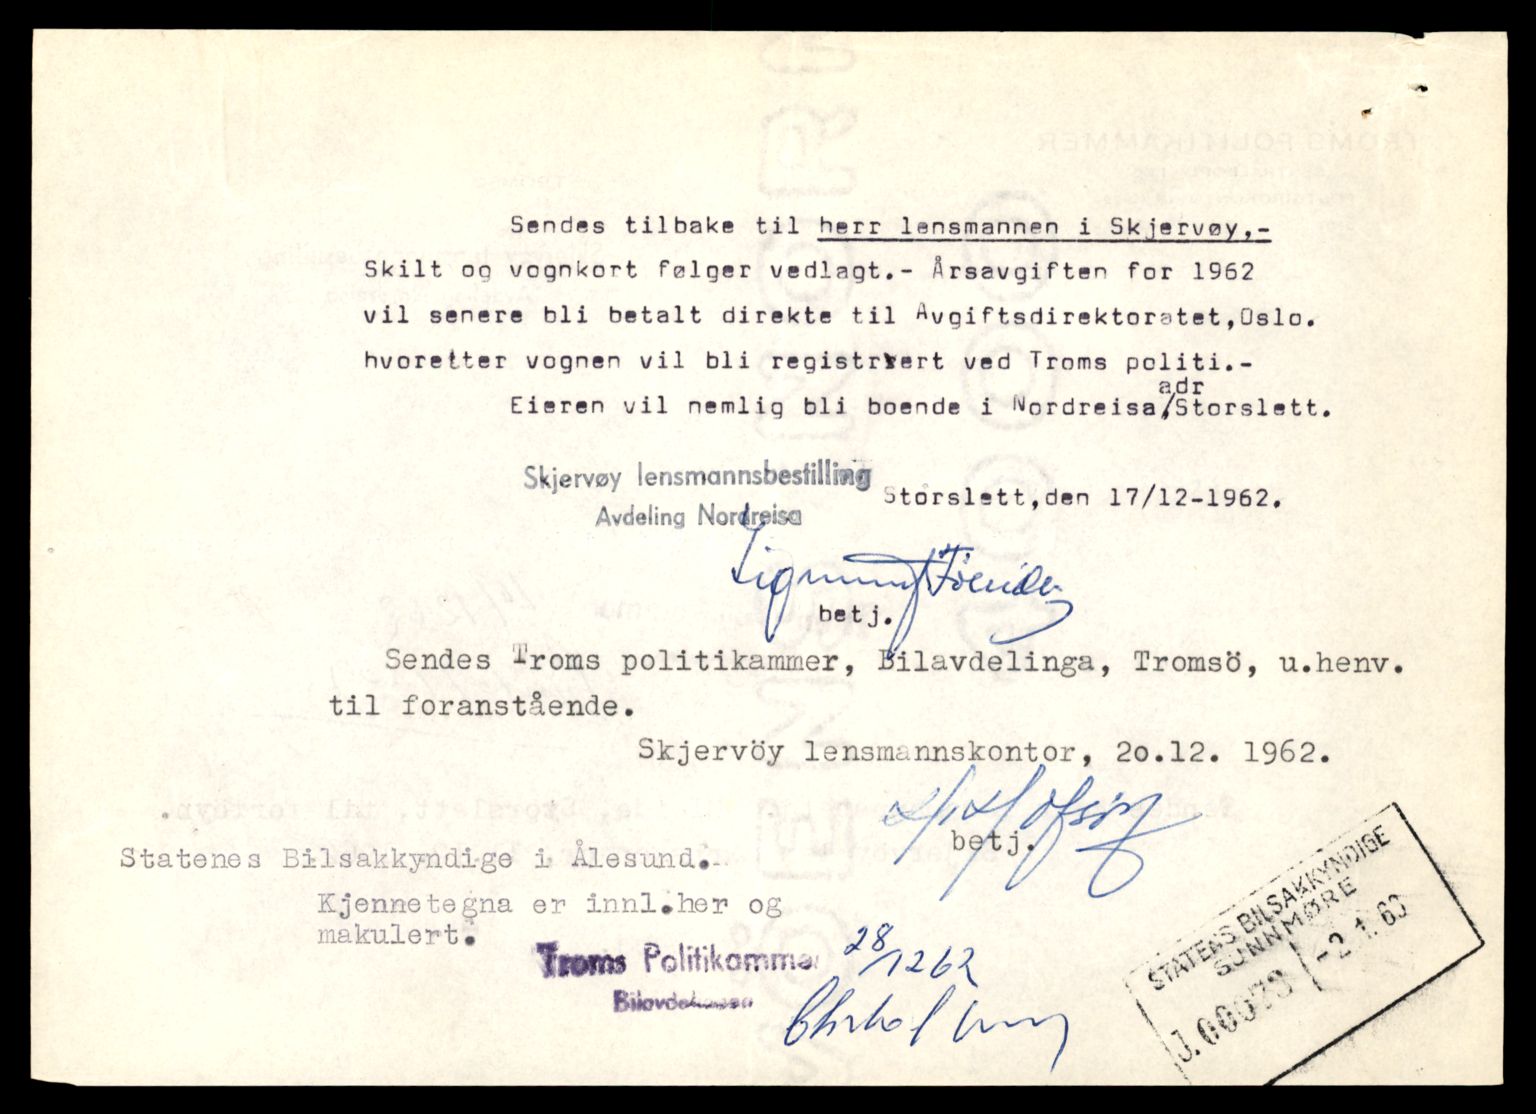 Sendes tilbake til herr lensmannen i Skjervøy,-
Skilt og vognkort følger vedlagt.- Årsavgiften for 1962
vil senere bli betalt direkte til Avgiftsdirektoratet,Oslo.
hvoretter vognen vil bli registrert ved Troms politi.-
adr
Eieren vil nemlig bli boende i Nordreisa/Storslett.
Skjervøy lensmannsbestilling
Avdeling Nordreisa
Storslett,den 17/12-1962.
Sigmund
betj.
Sendes Troms politikammer, Bilavdelinga, Tromsö, u.henv.
til foranstående.
Skjervöy lensmannskontor, 2o.12. 1962.
betj.
Statenes Bilsakkyndige i Ålesund.
Kjennetegna er innl.her og
makulert.
Troms Politikammer
28/1262
STATENS BILSAKKYNDIGE
SUNNMØRE
-2.1.63